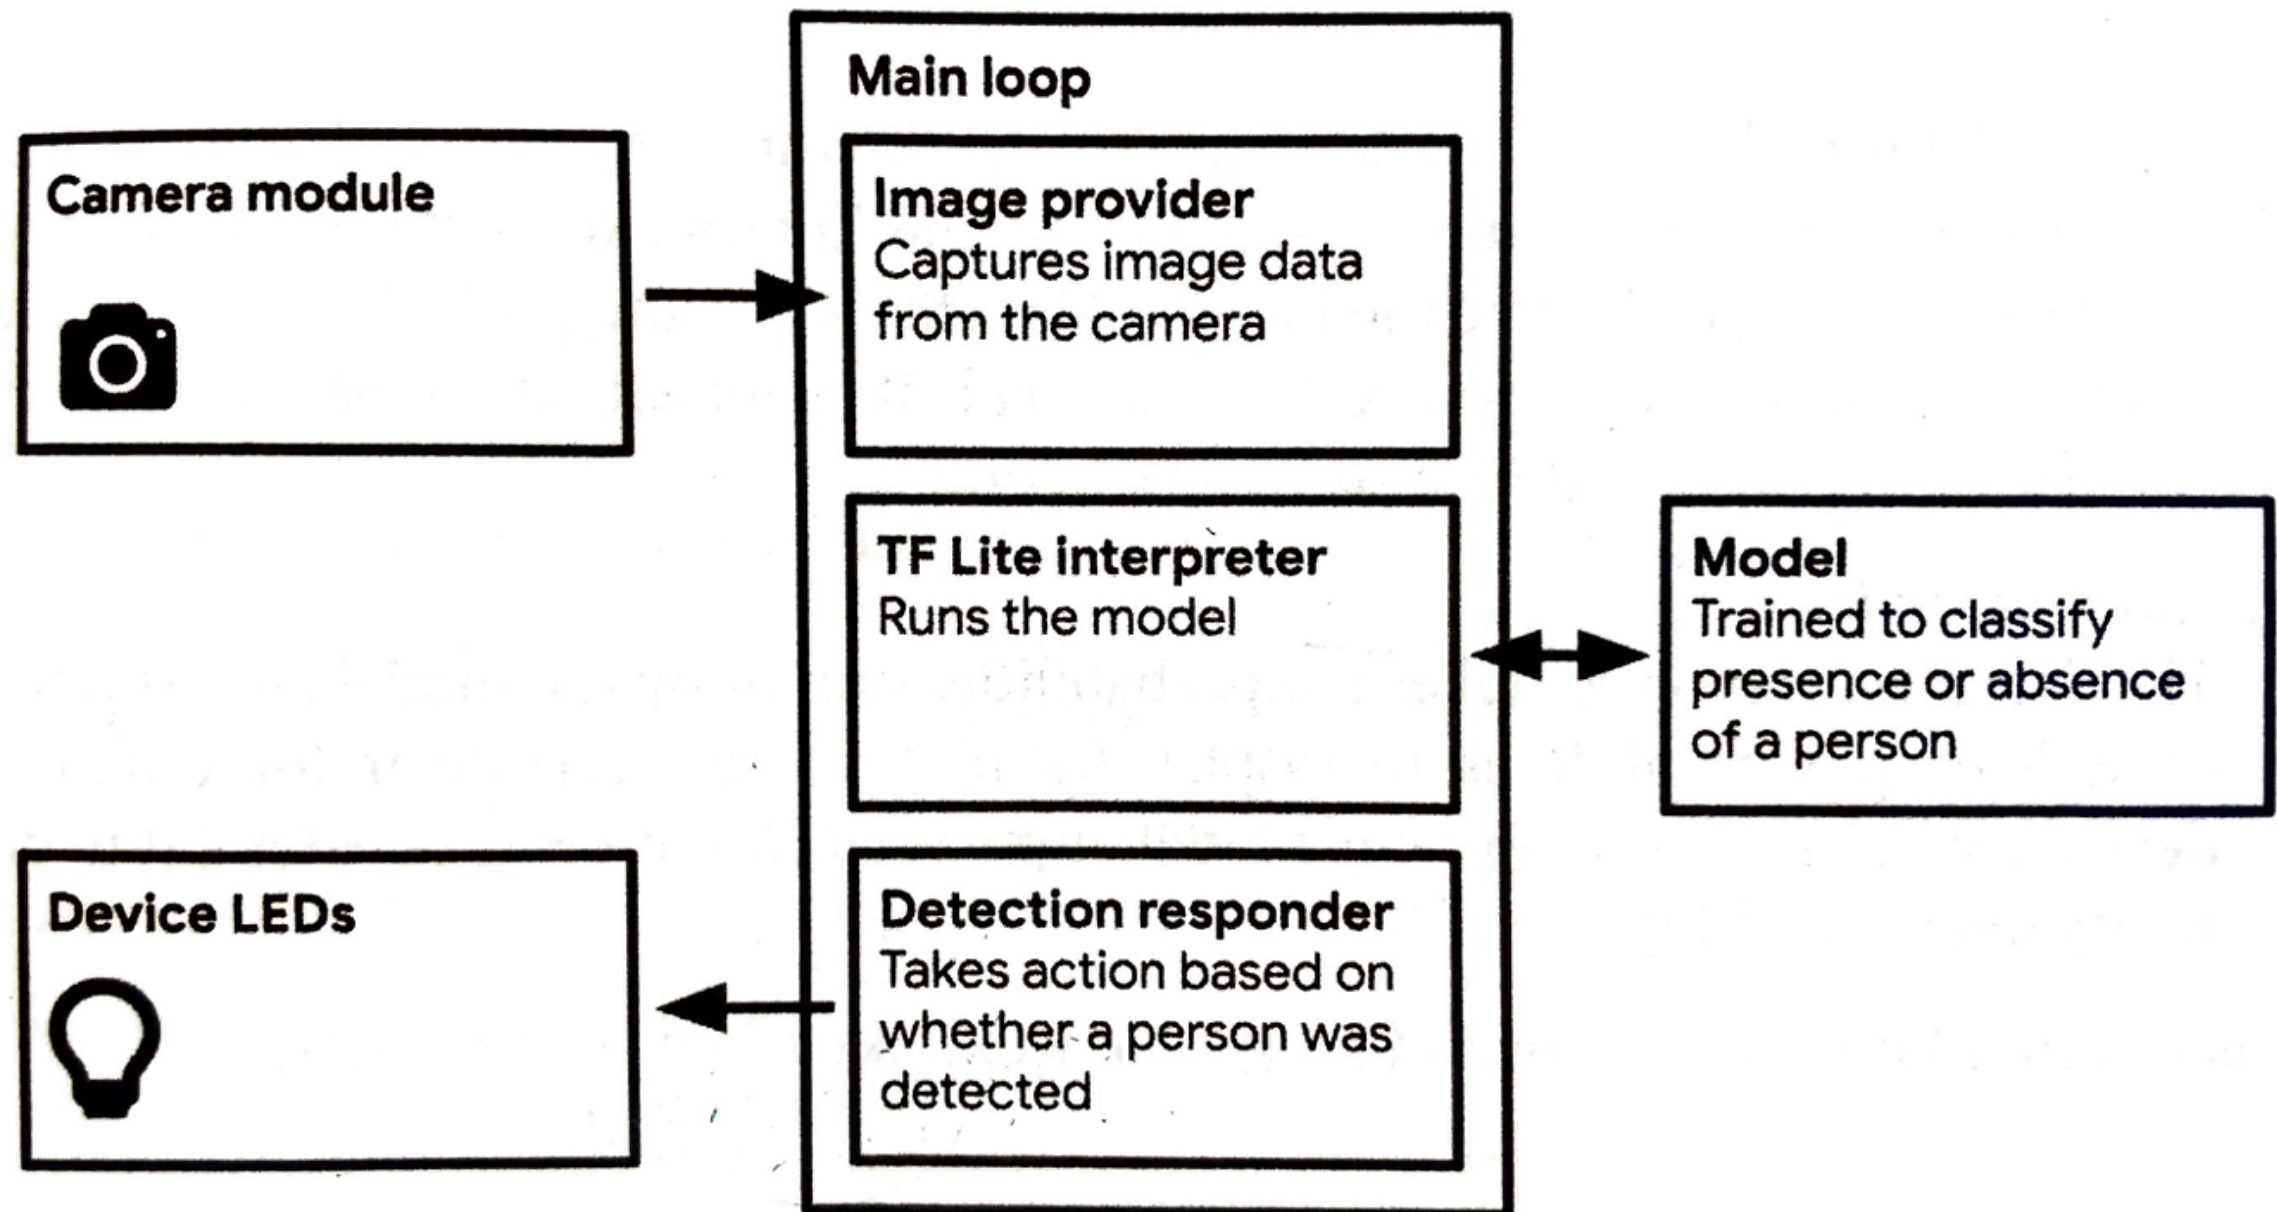 Main loop
Camera module
Image provider
Captures image data
from the camera
TF Lite interpreter
Runs the model
Model
Trained to classify
presence or absence
of a person
Device LEDs
Detection responder
Takes action based on
whether a person was
detected